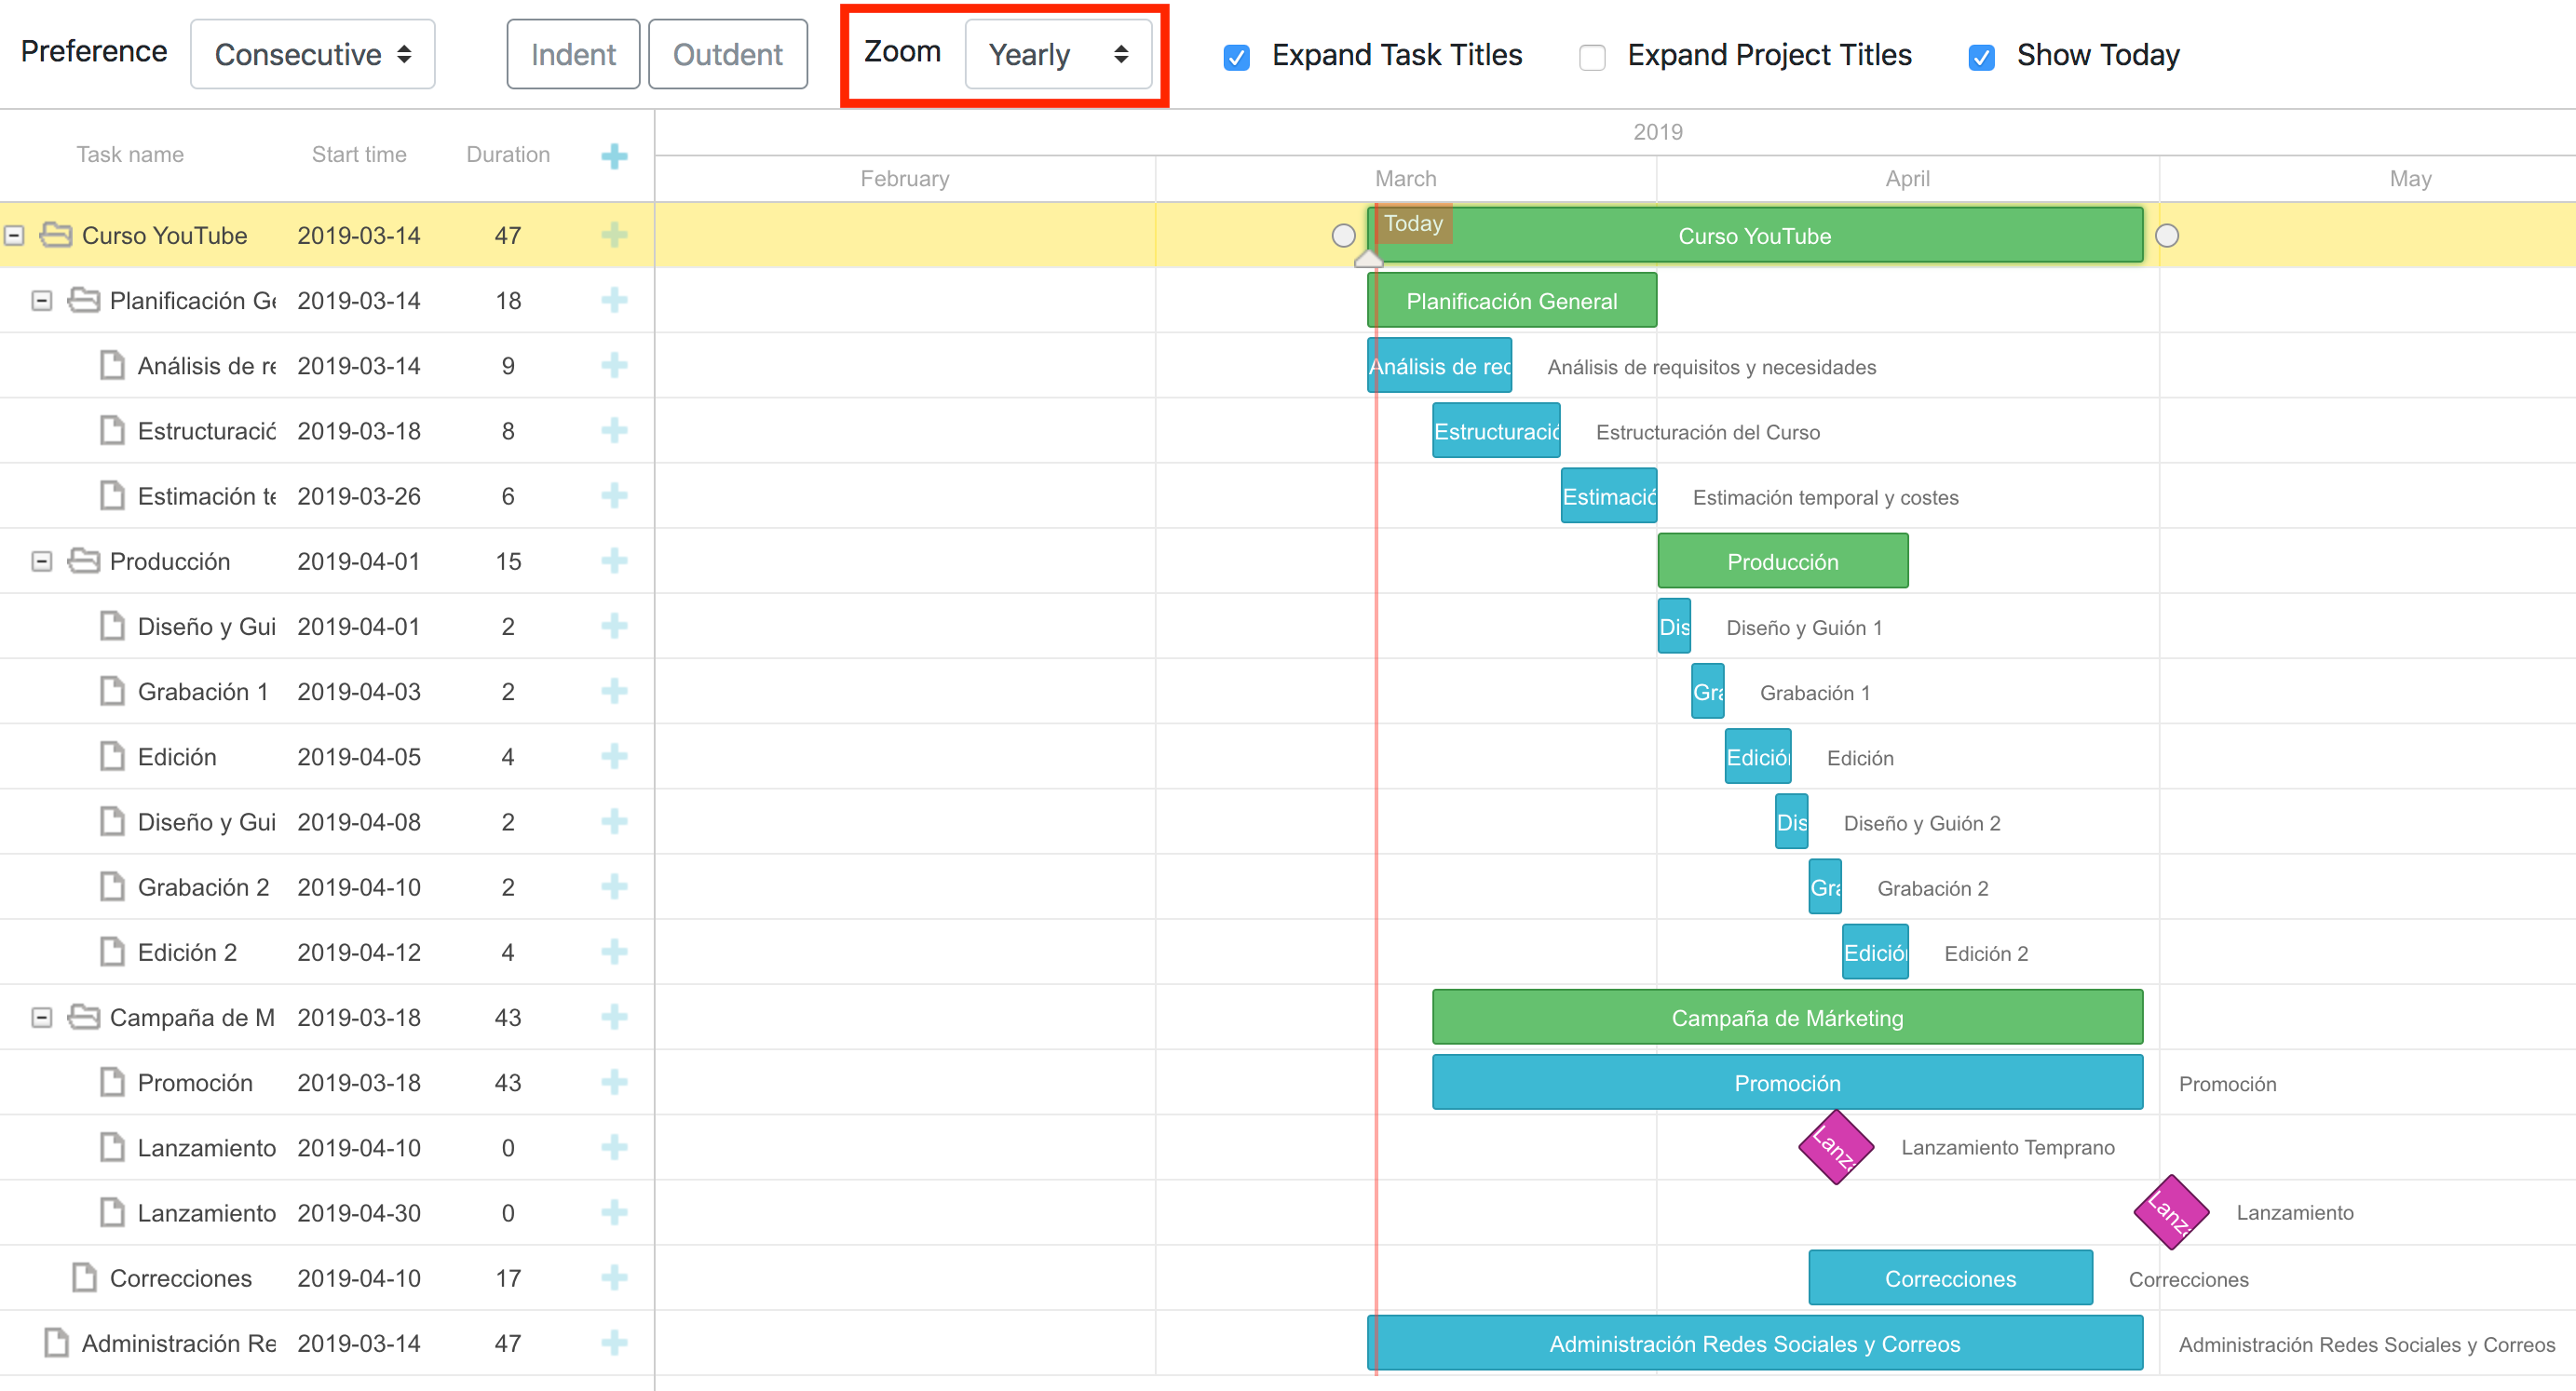 Preference Consecutive Indent Outdent Zoom Yearly Expand Task Titles Expand Project Titles Show Today
2019
Task name Start time Duration
February March April May
Curso YouTube 2019-03-14 47 Today Curso YouTube
Planificación Ge 2019-03-14 18 Planificación General
Análisis de re 2019-03-14 9 Análisis de rec Análisis de requisitos y necesidades
Estructuració 2019-03-18 8 Estructuració Estructuración del Curso
Estimación te 2019-03-26 6 Estimació Estimación temporal y costes
Producción 2019-04-01 15 Producción
Diseño y Gui 2019-04-01 2 Dis Diseño y Guión 1
Grabación 1 2019-04-03 2 Gra Grabación 1
Edición 2019-04-05 4 Edición Edición
Diseño y Gui 2019-04-08 2 Dis Diseño y Guión 2
Grabación 2 2019-04-10 2 Gra Grabación 2
Edición 2 2019-04-12 4 Edición Edición 2
Campaña de M 2019-03-18 43 Campaña de Márketing
Promoción 2019-03-18 43 Promoción Promoción
Lanzamiento 2019-04-10 0 Lanza Lanzamiento Temprano
Lanzamiento 2019-04-30 0 Lanza Lanzamiento
Correcciones 2019-04-10 17 Correcciones Correcciones
Administración Re 2019-03-14 47 Administración Redes Sociales y Correos Administración Redes Sociales y Correos